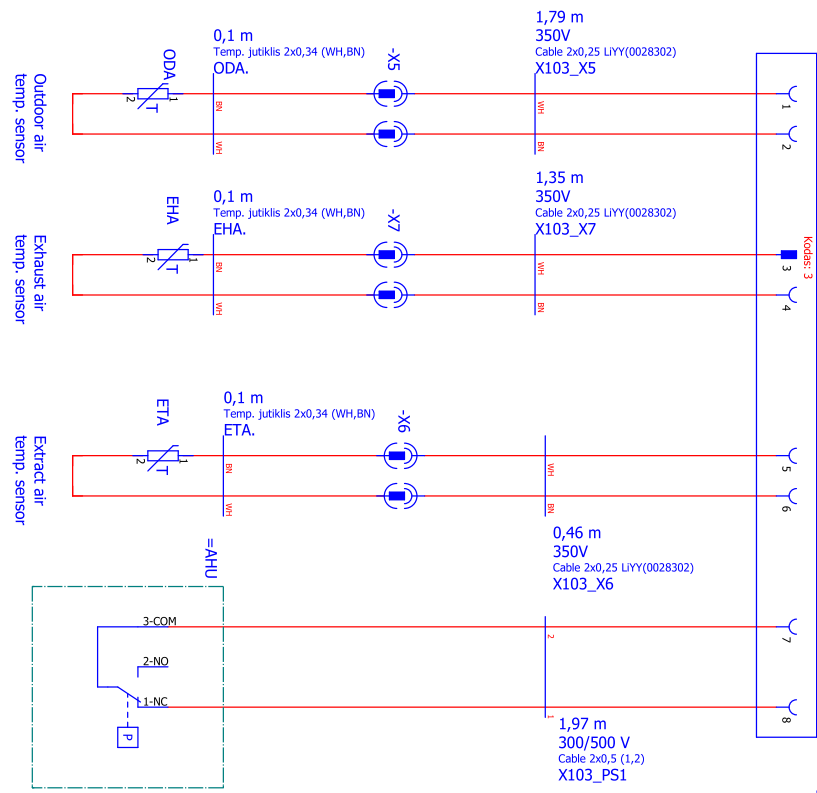 1,79 m
350V
Cable 2x0,25 LiYY(0028302)
X103_X5
0,1 m
Temp. jutiklis 2x0,34 (WH,BN)
ODA.
-X5
ODA
1
2
T
Outdoor air
temp. sensor
BN
WH
WH
BN
1
2
1,35 m
350V
Cable 2x0,25 LiYY(0028302)
X103_X7
0,1 m
Temp. jutiklis 2x0,34 (WH,BN)
EHA.
-X7
EHA
1
2
T
Exhaust air
temp. sensor
BN
WH
WH
BN
Kodas: 3
3
4
0,1 m
Temp. jutiklis 2x0,34 (WH,BN)
ETA.
-X6
ETA
1
2
T
Extract air
temp. sensor
BN
WH
WH
BN
5
6
0,46 m
350V
Cable 2x0,25 LiYY(0028302)
X103_X6
=AHU
3-COM
2-NO
1-NC
P
2
1
7
8
1,97 m
300/500 V
Cable 2x0,5 (1,2)
X103_PS1